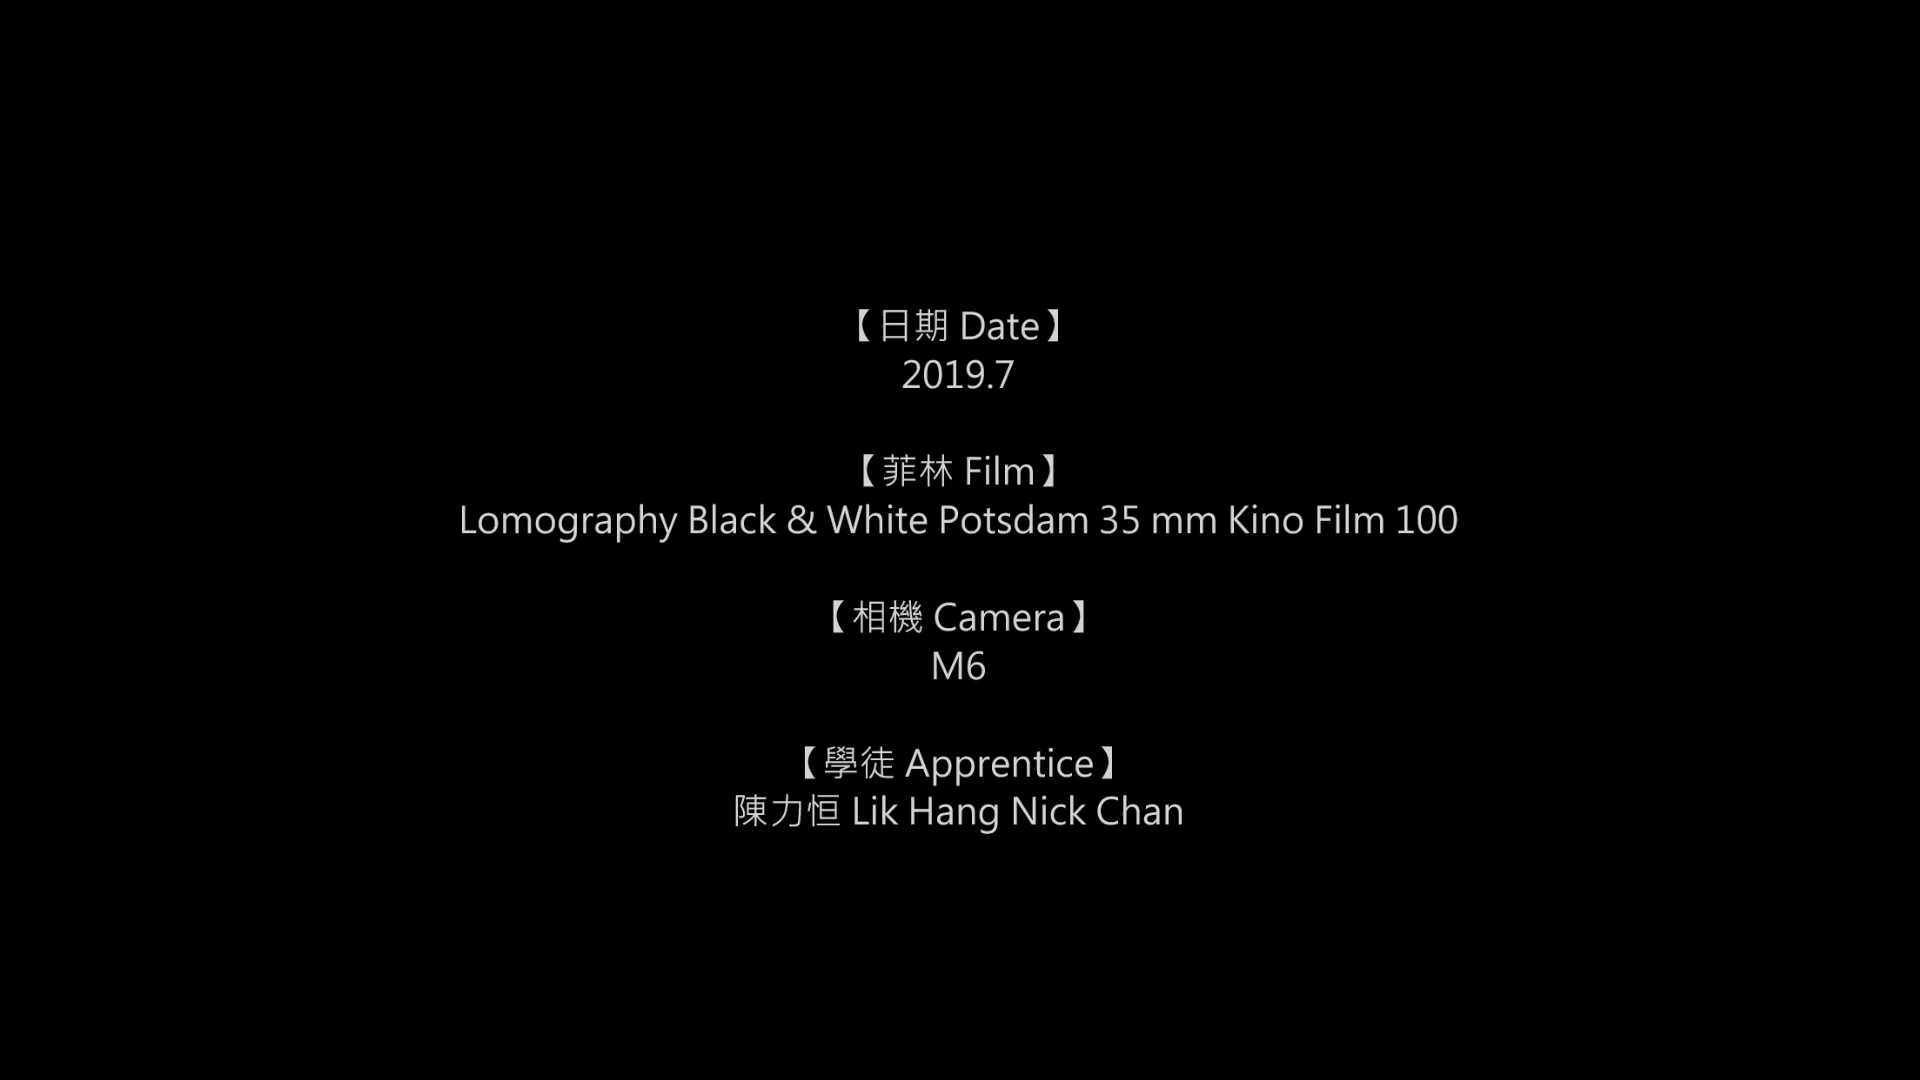 【日期 Date】
2019.7
【菲林 Film】
Lomography Black & White Potsdam 35 mm Kino Film 100
【相機 Camera】
M6
【學徒 Apprentice】
陳力恒 Lik Hang Nick Chan